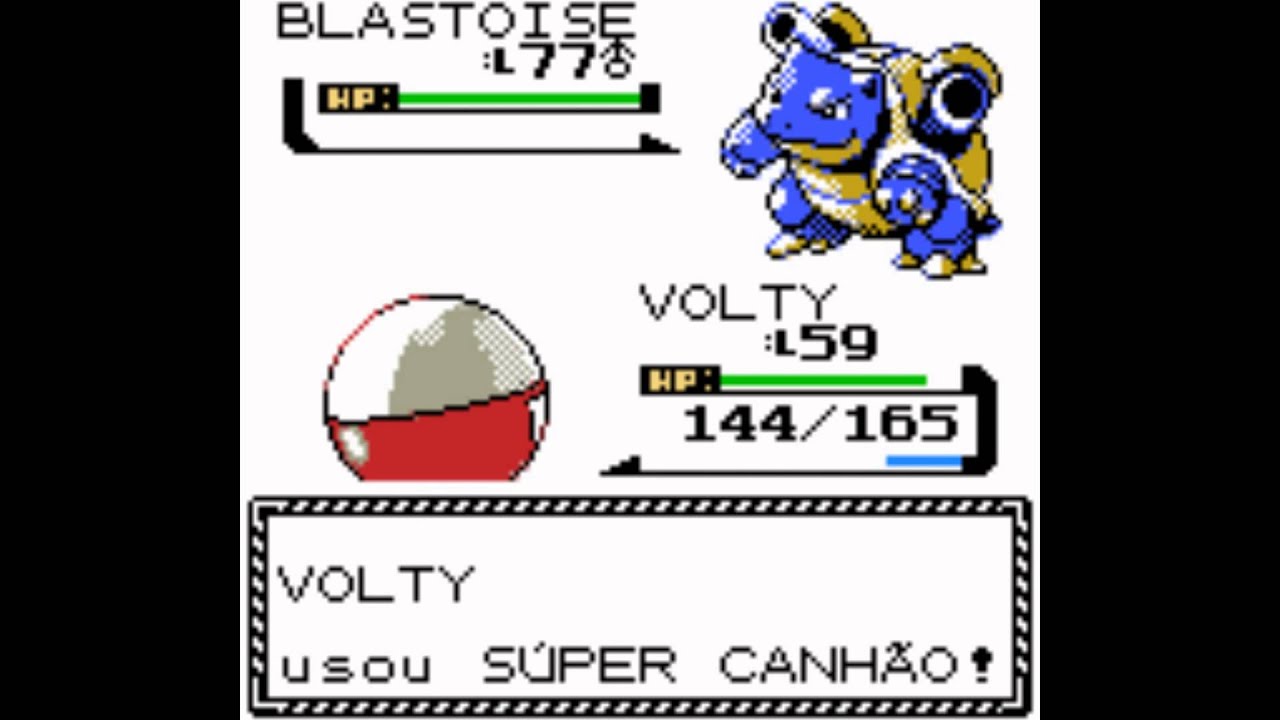 BLASTOISE
:L77♂
HP:
VOLTY
:L59
HP:
144/165
VOLTY
usou SÚPER CANHÃO!